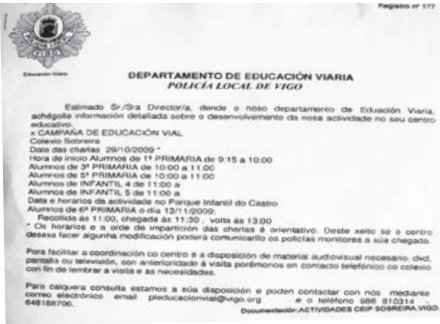 Registro nº 177
Educación Viaria
DEPARTAMENTO DE EDUCACIÓN VIARIA
POLICÍA LOCAL DE VIGO
Estimado Sr./Sra Director/a, dende o noso departamento de Eduación Viaria,
achégolle información detallada sobre o desenvolvemento da nosa actividade no seu centro
educativo.
x CAMPAÑA DE EDUCACIÓN VIAL
Colexio Sobreira
Data das charlas 29/10/2009 *
Hora de inicio Alumnos de 1º PRIMARIA de 9:15 a 10:00
Alumnos de 3º PRIMARIA de 10:00 a 11:00
Alumnos de 5º PRIMARIA de 10:00 a 11:00
Alumnos de INFANTIL 4 de 11:00 a
Alumnos de INFANTIL 5 de 11:00 a
Data e horarios da actividade no Parque Infantil do Castro
Alumnos de 6º PRIMARIA o día 13/11/2009:
Recollida ás 11:00, chegada ás 11:30, volta ás 13:00
* Os horarios e a orde de impartición das charlas é orientativo. Deste xeito se o centro
desexa facer algunha modificación poderá comunicarllo os policías monitores a súa chegada.
Para facilitar a coordinación co centro e a disposición de material audiovisual necesario, dvd,
pantalla ou televisión, con anterioridade á visita porémonos en contacto telefónico co colexio
con fin de lembrar a visita e as necesidades.
Para calquera consulta estamos a súa disposición e poden contactar con nós mediante
correo electrónico email pleducacionvial@vigo.org e o teléfono 986 810314 -
648188706.
Documentación:ACTIVIDADES CEIP SOBREIRA.VIGO